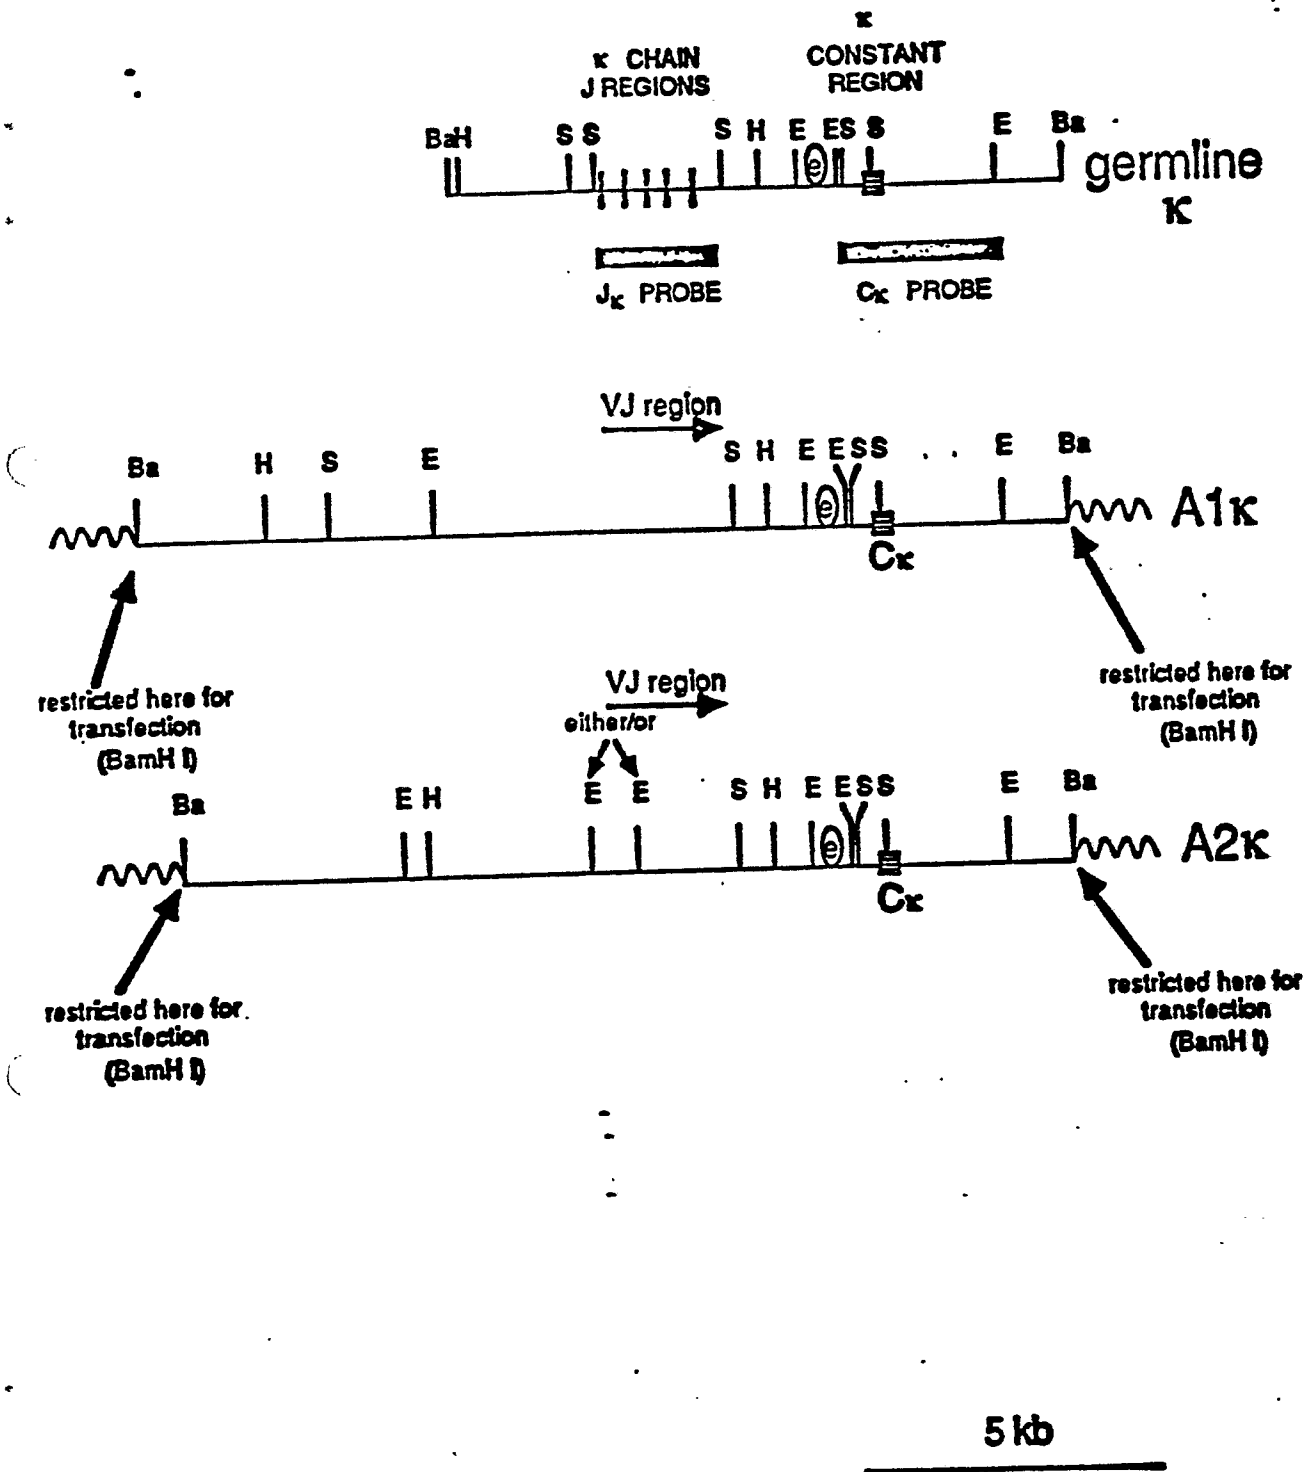 κ CHAIN
J REGIONS
κ
CONSTANT
REGION
BaH S S S H E ES S E Ba
e
germline
κ
Jκ PROBE
Cκ PROBE
VJ region
Ba H S E S H E E S S E Ba
e
A1κ
Cκ
restricted here for
transfection
(BamH I)
restricted here for
transfection
(BamH I)
VJ region
either/or
Ba E H E E S H E E S S E Ba
e
A2κ
Cκ
restricted here for
transfection
(BamH I)
restricted here for
transfection
(BamH I)
5 kb